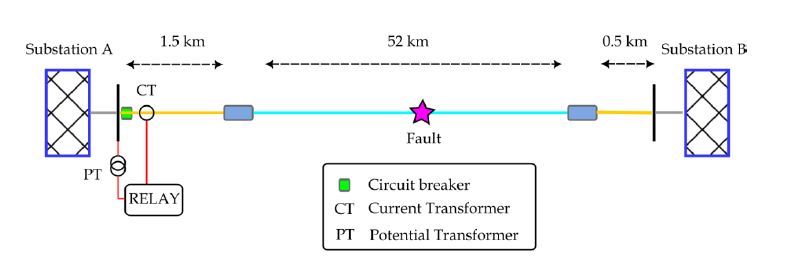 1.5 km
52 km
0.5 km
Substation A
Substation B
CT
Fault
PT
RELAY
Circuit breaker
CT Current Transformer
PT Potential Transformer